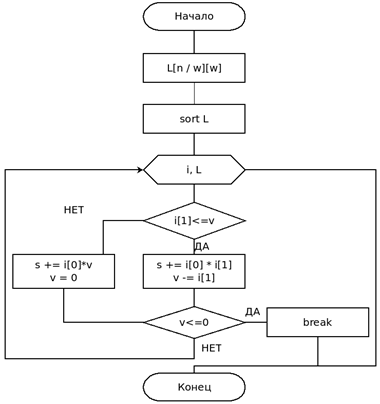 Начало
L[n / w][w]
sort L
i, L
НЕТ
i[1]<=v
ДА
s += i[0]*v
v = 0
s += i[0] * i[1]
v -= i[1]
ДА
v<=0
break
НЕТ
Конец